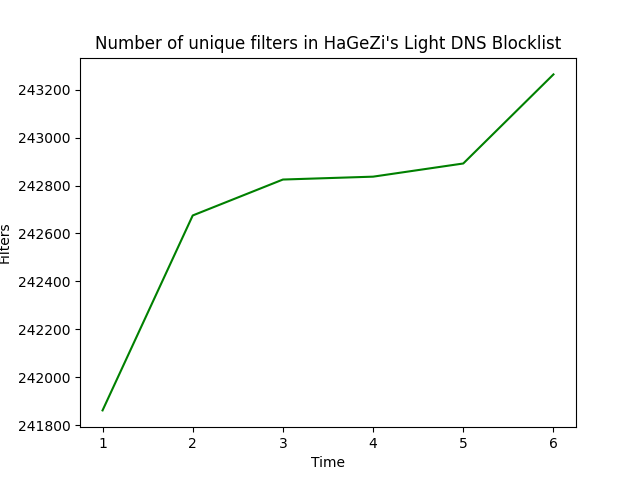 Number of unique filters in HaGeZi's Light DNS Blocklist
243200
243000
242800
242600
242400
242200
242000
241800
Filters
1 2 3 4 5 6
Time